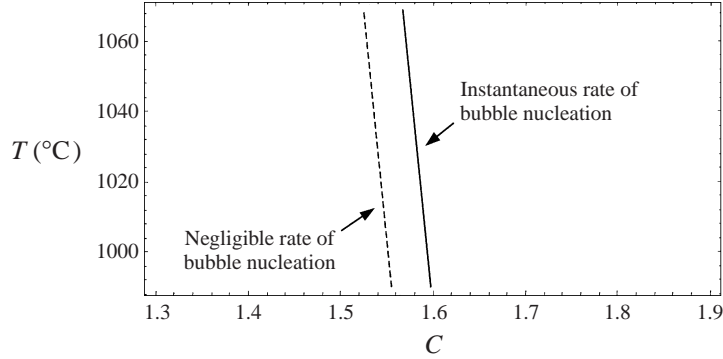 1060
1040
1020
1000
T (°C)
Instantaneous rate of
bubble nucleation
Negligible rate of
bubble nucleation
1.3 1.4 1.5 1.6 1.7 1.8 1.9
C